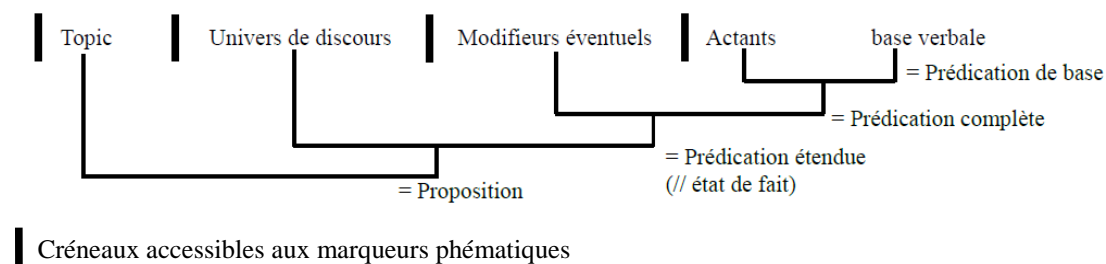 Topic Univers de discours Modifieurs éventuels Actants base verbale
= Prédication de base
= Prédication complète
= Prédication étendue
(// état de fait)
= Proposition
Créneaux accessibles aux marqueurs phématiques